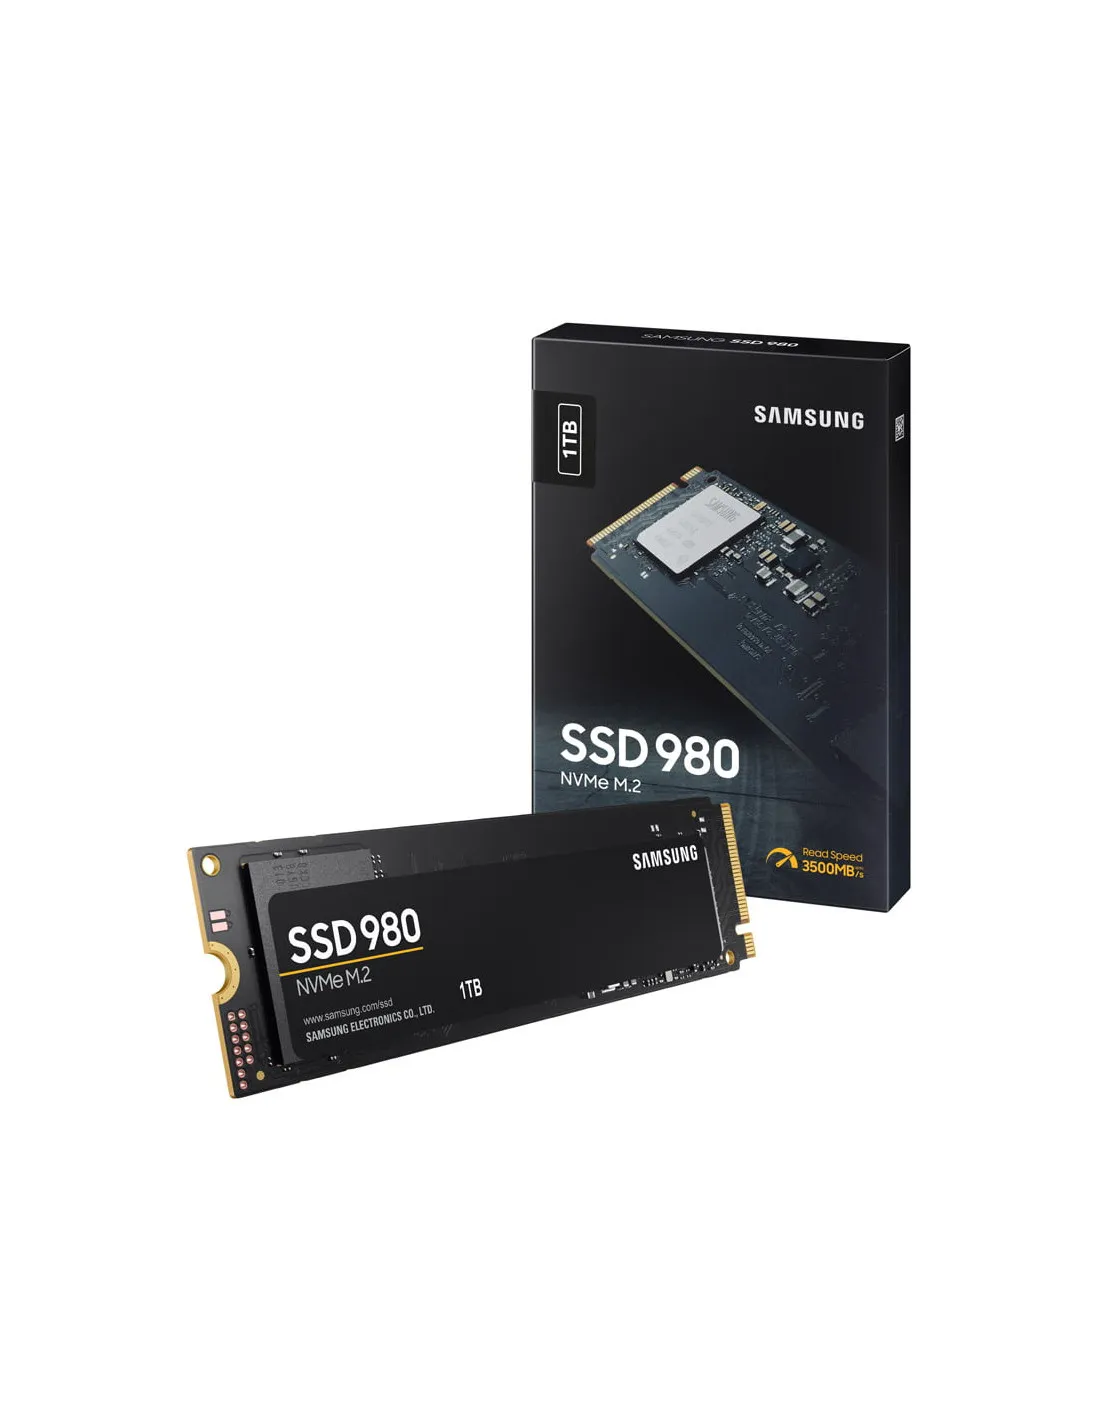 SAMSUNG SSD 980
1TB
SAMSUNG
SAMSUNG
SSD 980
NVMe M.2
Read Speed
3500MB/s
SAMSUNG
SSD 980
NVMe M.2
1TB
www.samsung.com/ssd
SAMSUNG ELECTRONICS CO., LTD.